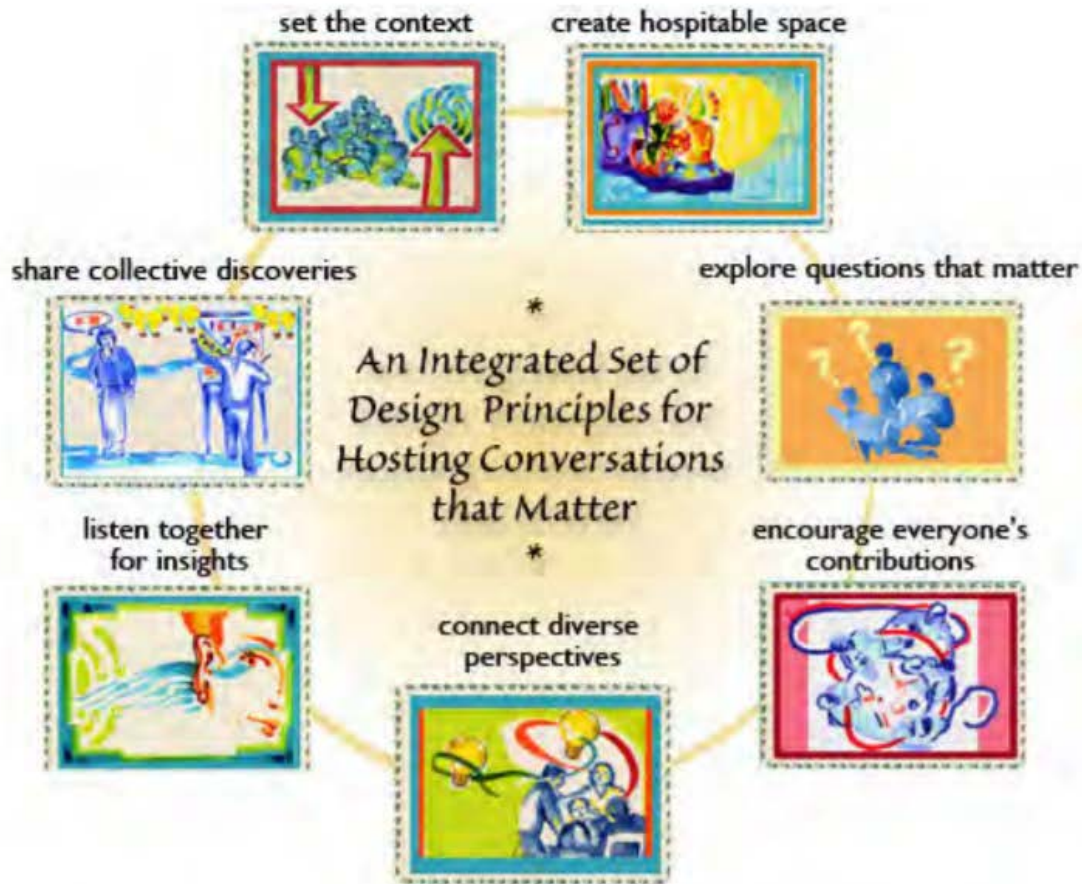 set the context
create hospitable space
share collective discoveries
explore questions that matter
*
An Integrated Set of
Design Principles for
Hosting Conversations
that Matter
*
listen together
for insights
encourage everyone's
contributions
connect diverse
perspectives